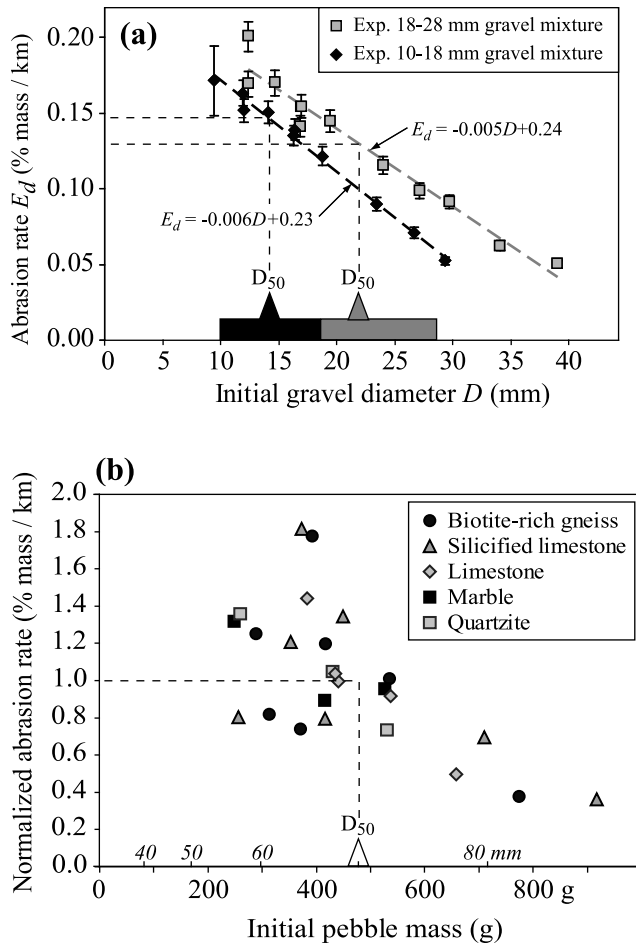 (a)
Exp. 18-28 mm gravel mixture
Exp. 10-18 mm gravel mixture
Abrasion rate E_d (% mass / km)
0.20
0.15
0.10
0.05
0.00
E_d = -0.005D+0.24
E_d = -0.006D+0.23
D50 D50
0 5 10 15 20 25 30 35 40
Initial gravel diameter D (mm)
(b)
Normalized abrasion rate (% mass / km)
2.0
1.8
1.6
1.4
1.2
1.0
0.8
0.6
0.4
0.2
0.0
Biotite-rich gneiss
Silicified limestone
Limestone
Marble
Quartzite
D50
40 50 60 80 mm
0 200 400 600 800 g
Initial pebble mass (g)